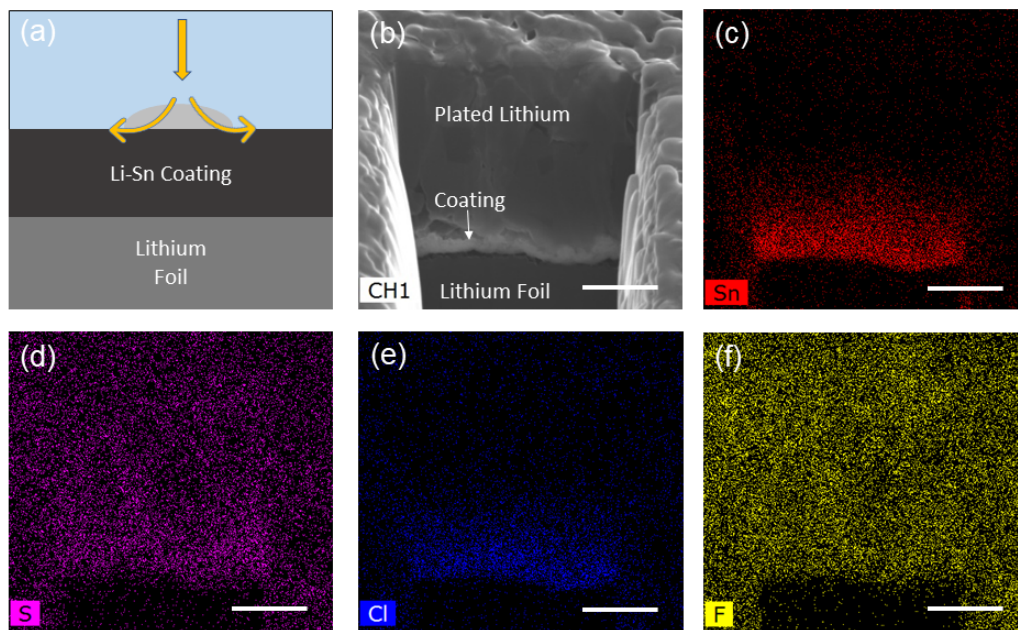 (a)
Li-Sn Coating
Lithium
Foil
(b)
Plated Lithium
Coating
CH1
Lithium Foil
(c)
Sn
(d)
S
(e)
Cl
(f)
F